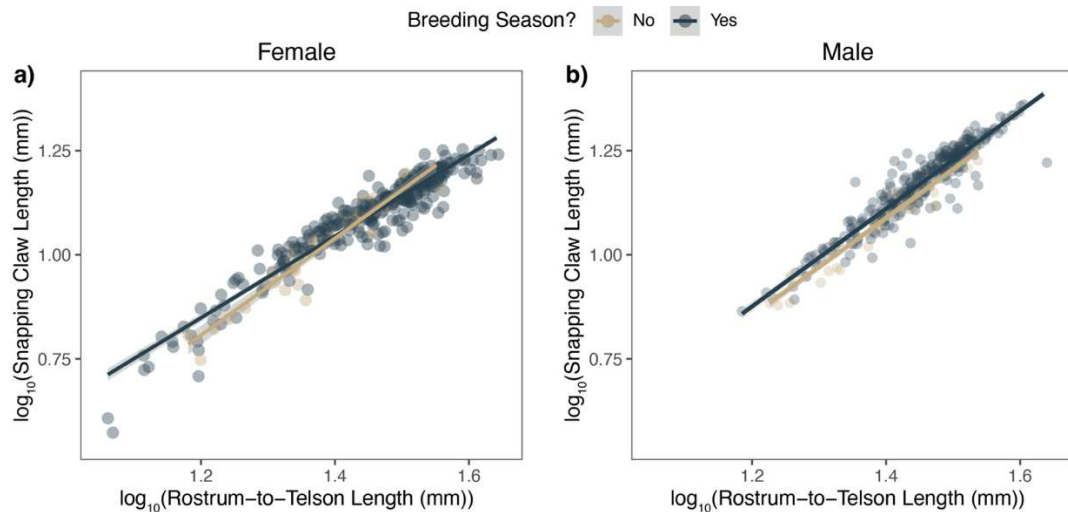 Breeding Season? No Yes
Female
Male
a)
b)
log10(Snapping Claw Length (mm))
1.25
1.00
0.75
1.2 1.4 1.6
log10(Rostrum−to−Telson Length (mm))
log10(Snapping Claw Length (mm))
1.25
1.00
0.75
1.2 1.4 1.6
log10(Rostrum−to−Telson Length (mm))